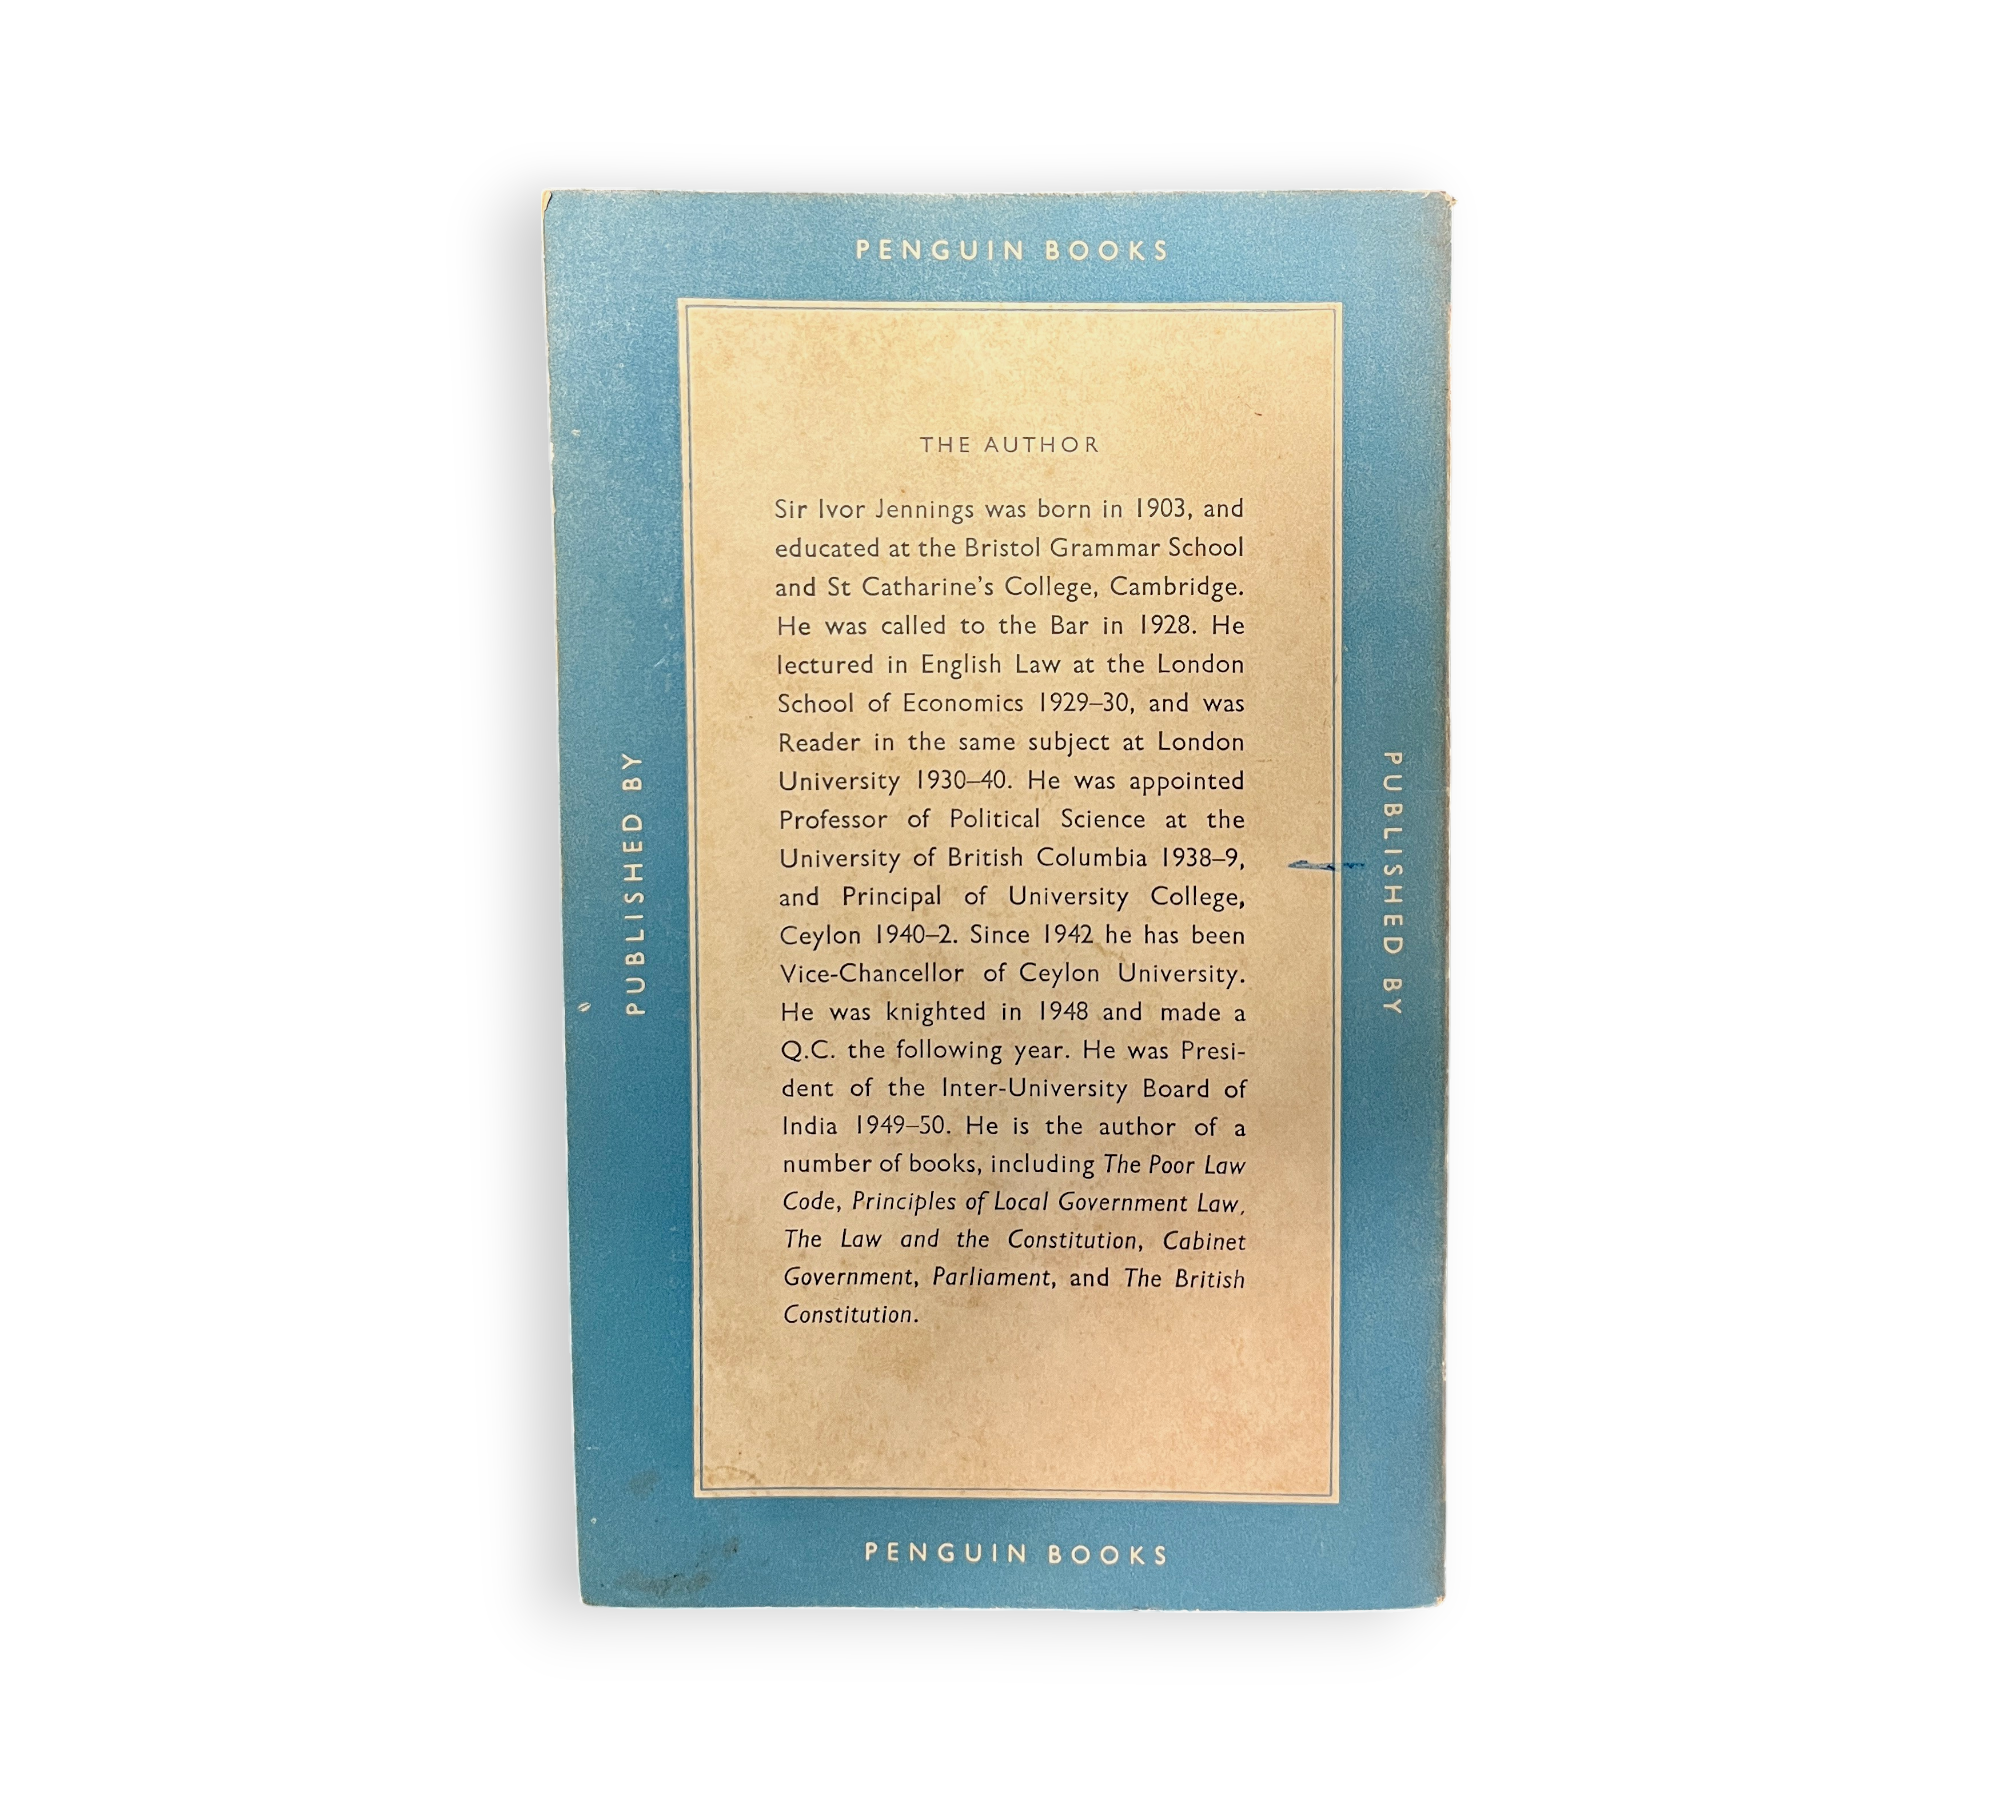 PENGUIN BOOKS
PUBLISHED BY
THE AUTHOR
Sir Ivor Jennings was born in 1903, and
educated at the Bristol Grammar School
and St Catharine's College, Cambridge.
He was called to the Bar in 1928. He
lectured in English Law at the London
School of Economics 1929–30, and was
Reader in the same subject at London
University 1930–40. He was appointed
Professor of Political Science at the
University of British Columbia 1938–9,
and Principal of University College,
Ceylon 1940–2. Since 1942 he has been
Vice-Chancellor of Ceylon University.
He was knighted in 1948 and made a
Q.C. the following year. He was Presi-
dent of the Inter-University Board of
India 1949–50. He is the author of a
number of books, including The Poor Law
Code, Principles of Local Government Law,
The Law and the Constitution, Cabinet
Government, Parliament, and The British
Constitution.
PUBLISHED BY
PENGUIN BOOKS